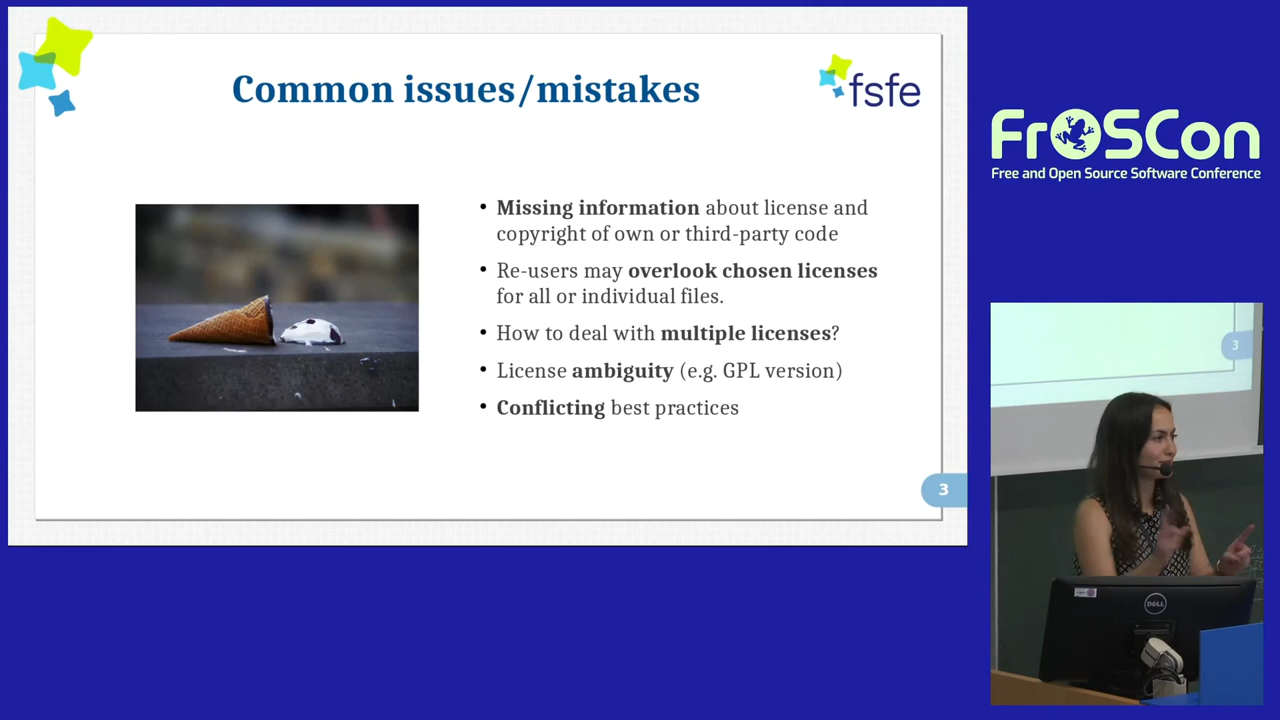 Common issues/mistakes
fsfe
Missing information about license and
copyright of own or third-party code
Re-users may overlook chosen licenses
for all or individual files.
How to deal with multiple licenses?
License ambiguity (e.g. GPL version)
Conflicting best practices
3
FrOSCon
Free and Open Source Software Conference
3
DELL